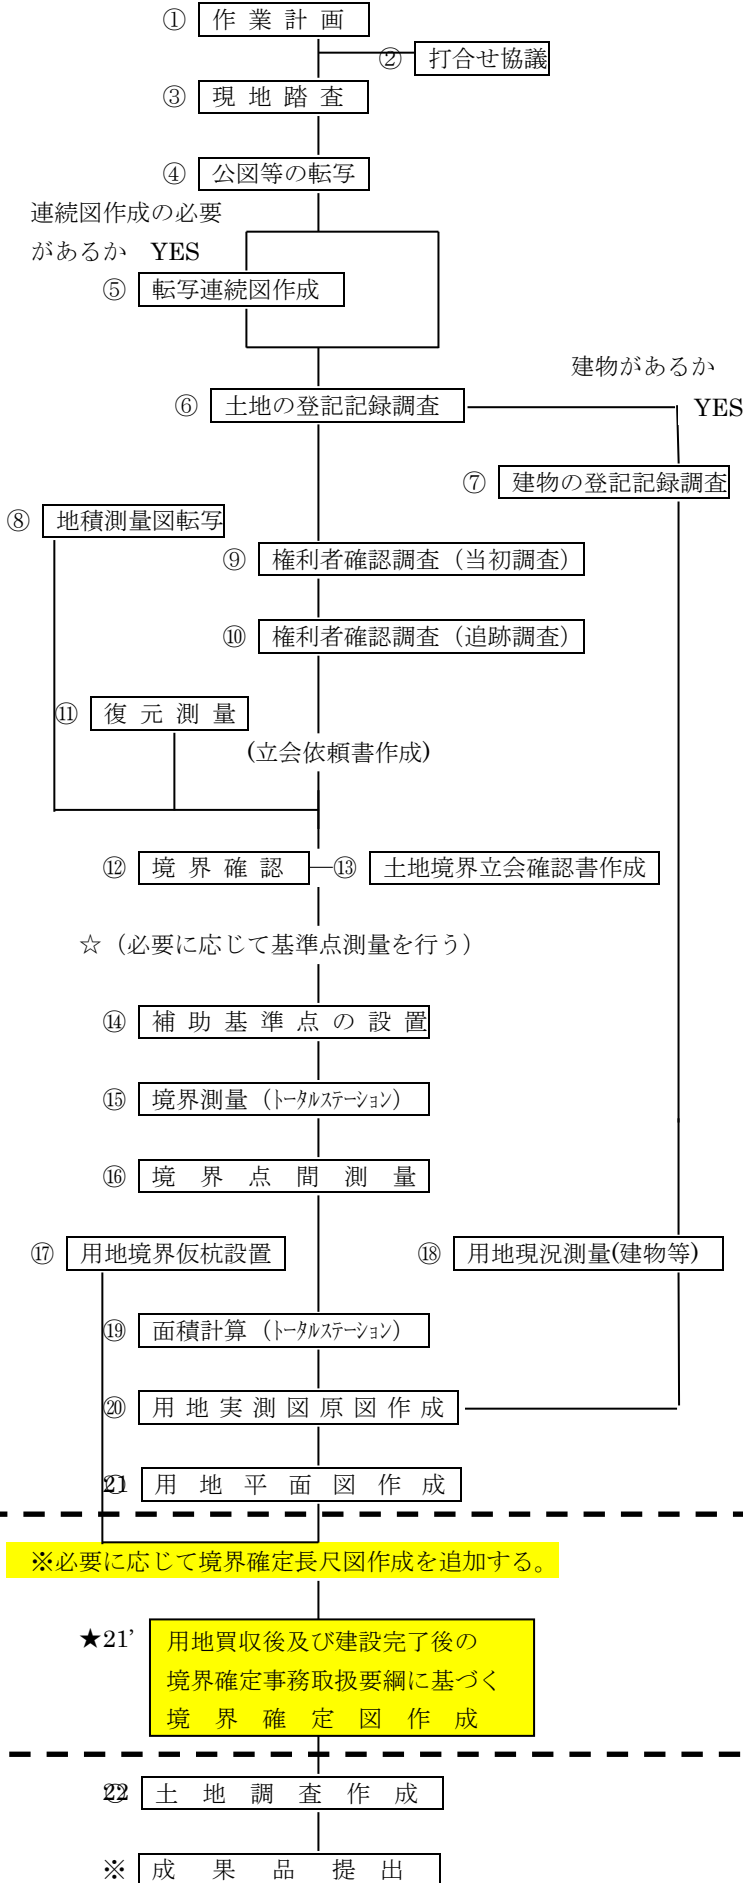 ① 作業計画
② 打合せ協議
③ 現地踏査
④ 公図等の転写
連続図作成の必要
があるか YES
⑤ 転写連続図作成
建物があるか
⑥ 土地の登記記録調査
YES
⑦ 建物の登記記録調査
⑧ 地積測量図転写
⑨ 権利者確認調査（当初調査）
⑩ 権利者確認調査（追跡調査）
⑪ 復元測量
(立会依頼書作成)
⑫ 境界確認
⑬ 土地境界立会確認書作成
☆（必要に応じて基準点測量を行う）
⑭ 補助基準点の設置
⑮ 境界測量（ﾄｰﾀﾙｽﾃｰｼｮﾝ）
⑯ 境界点間測量
⑰ 用地境界仮杭設置
⑱ 用地現況測量(建物等)
⑲ 面積計算（ﾄｰﾀﾙｽﾃｰｼｮﾝ）
⑳ 用地実測図原図作成
21 用地平面図作成
※必要に応じて境界確定長尺図作成を追加する。
★21’ 用地買収後及び建設完了後の
境界確定事務取扱要綱に基づく
境界確定図作成
22 土地調査作成
※ 成果品提出